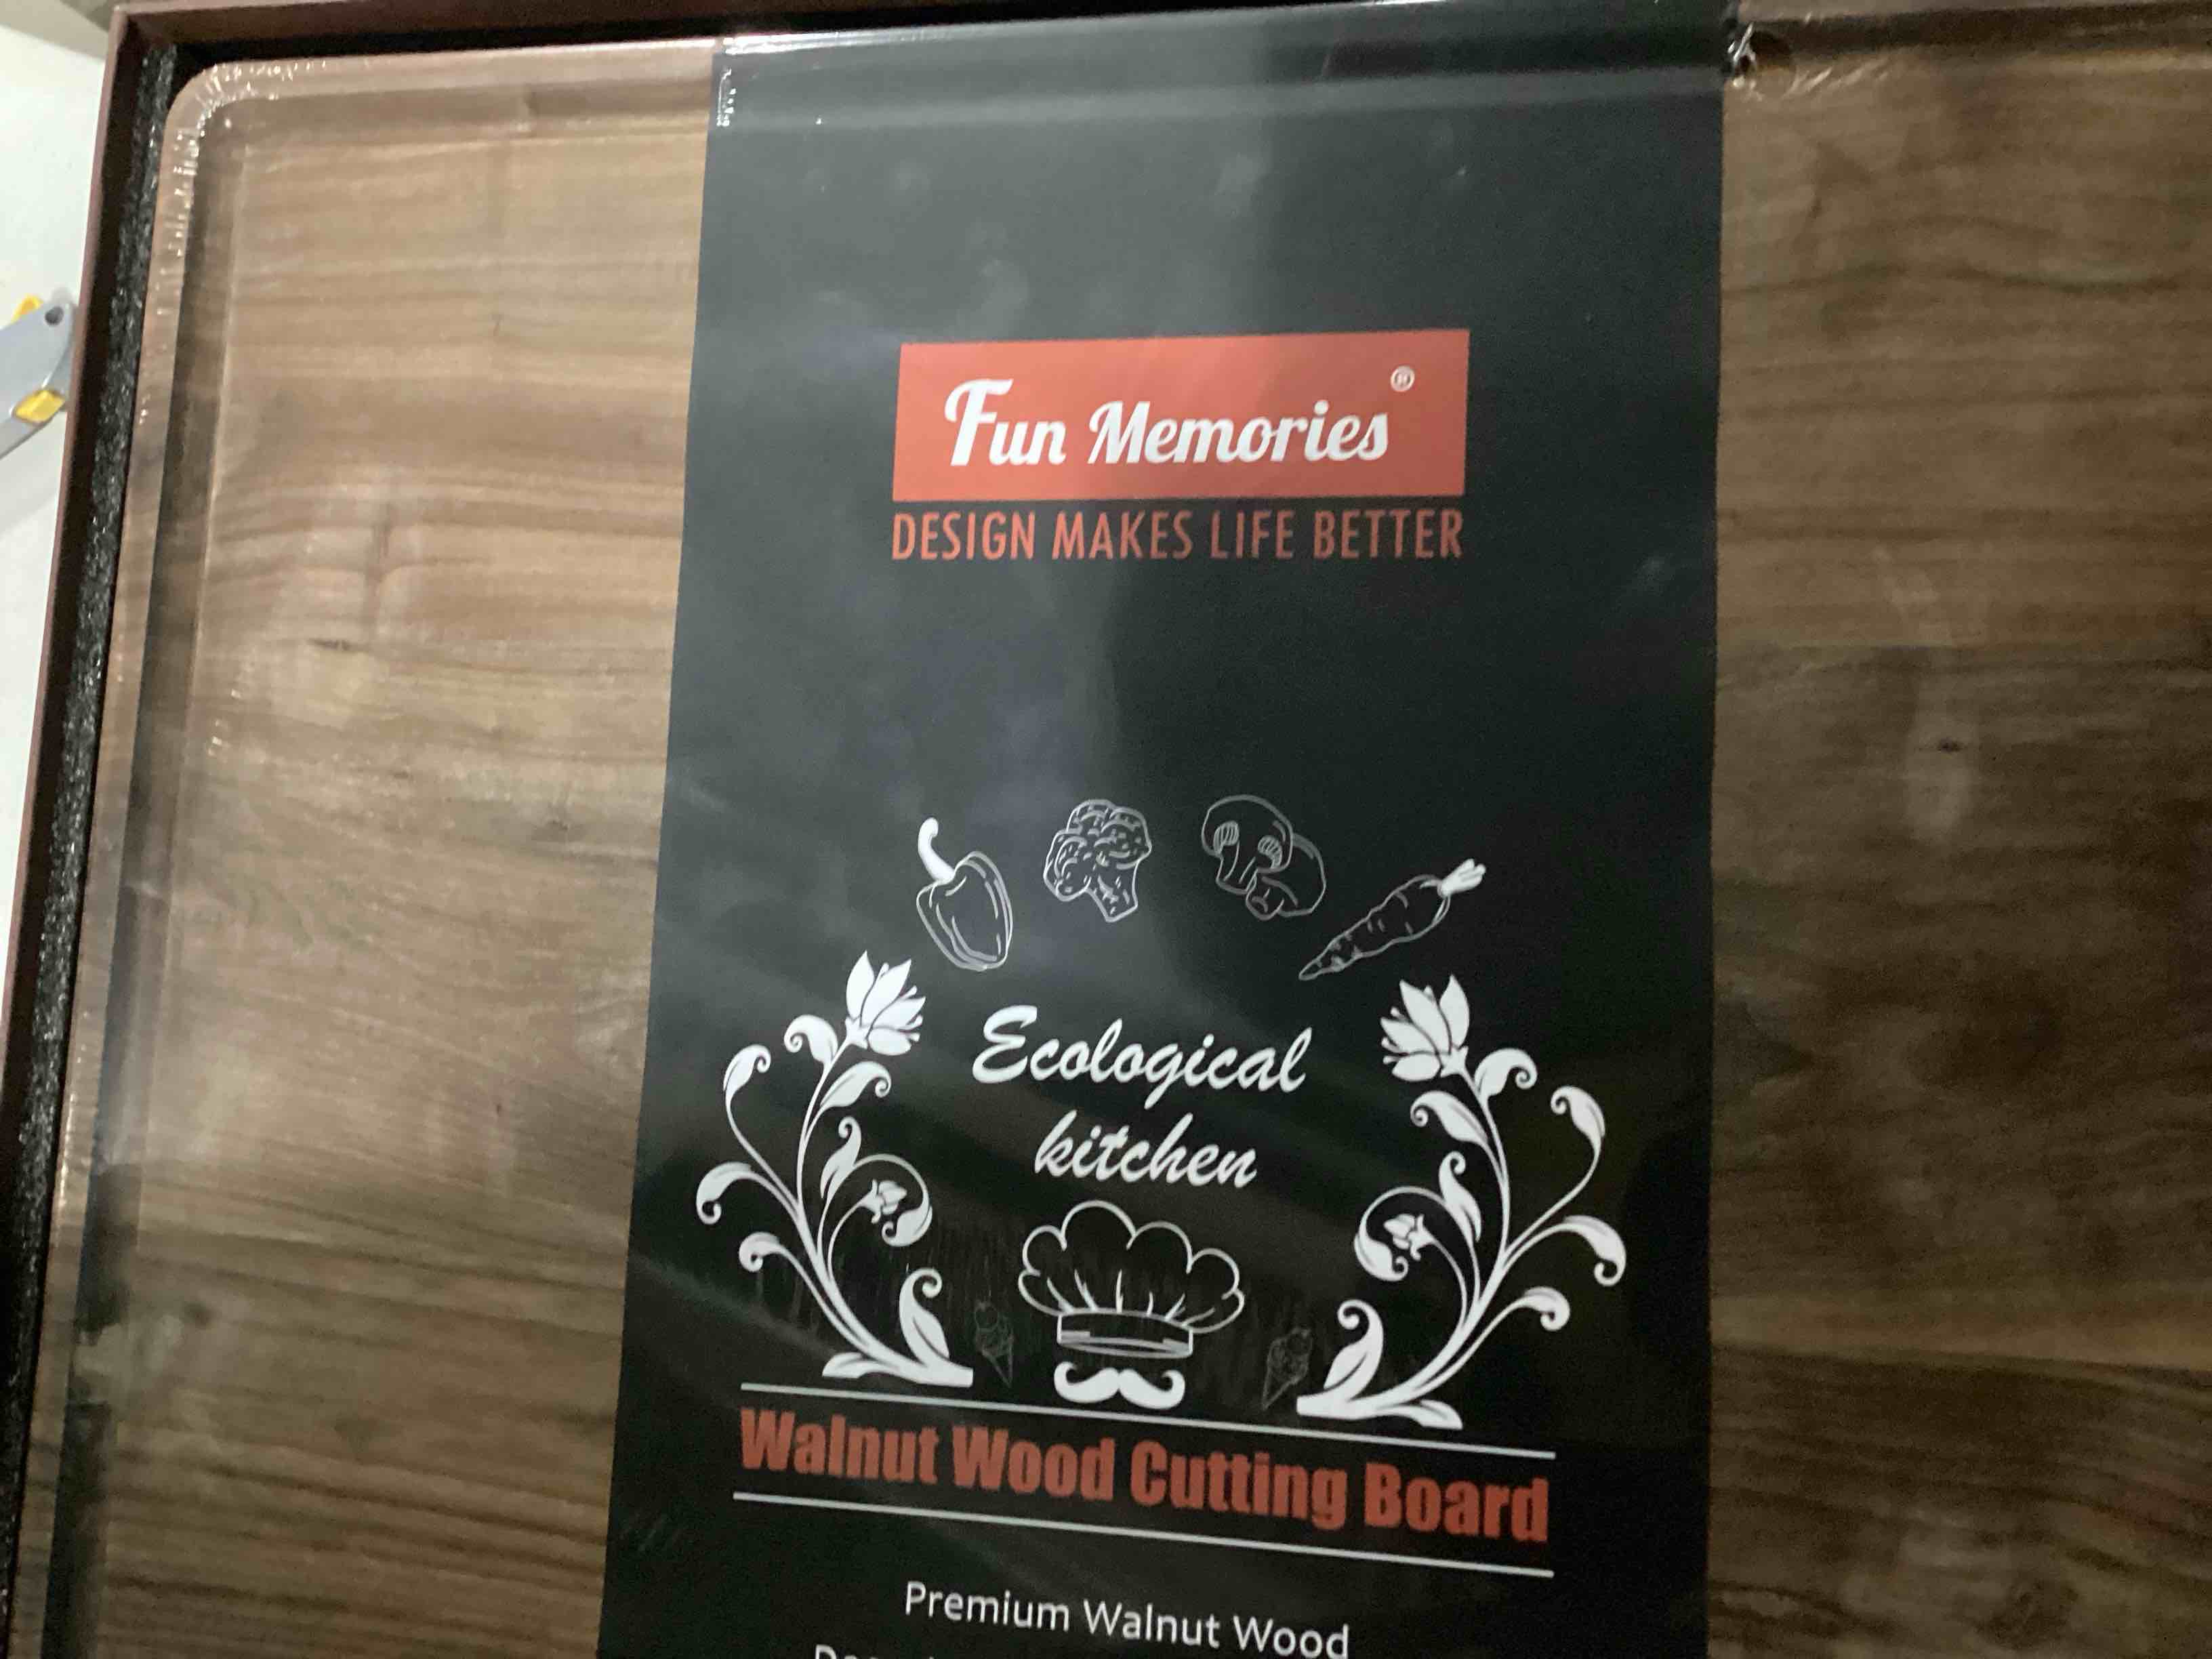 Fun Memories®
DESIGN MAKES LIFE BETTER
Ecological
kitchen
Walnut Wood Cutting Board
Premium Walnut Wood